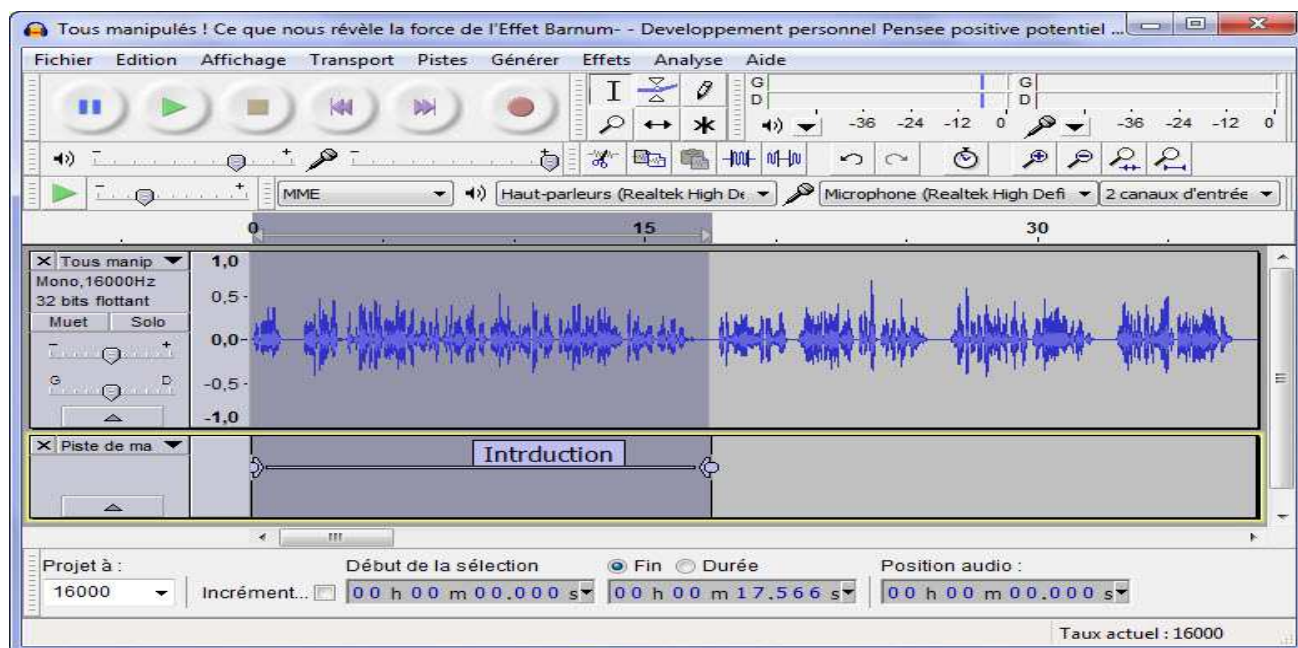 Tous manipulés ! Ce que nous révèle la force de l'Effet Barnum- - Developpement personnel Pensee positive potentiel ...
Fichier Edition Affichage Transport Pistes Générer Effets Analyse Aide
G G
D D
-36 -24 -12 0 -36 -24 -12 0
MME Haut-parleurs (Realtek High De Microphone (Realtek High Defi 2 canaux d'entrée
0 15 30
Tous manip
Mono,16000Hz
32 bits flottant
Muet Solo
- +
G D
1,0
0,5
0,0
-0,5
-1,0
Piste de ma
Intrduction
Projet à : Début de la sélection Fin Durée Position audio :
16000 Incrément... 00 h 00 m 00.000 s 00 h 00 m 17.566 s 00 h 00 m 00.000 s
Taux actuel : 16000